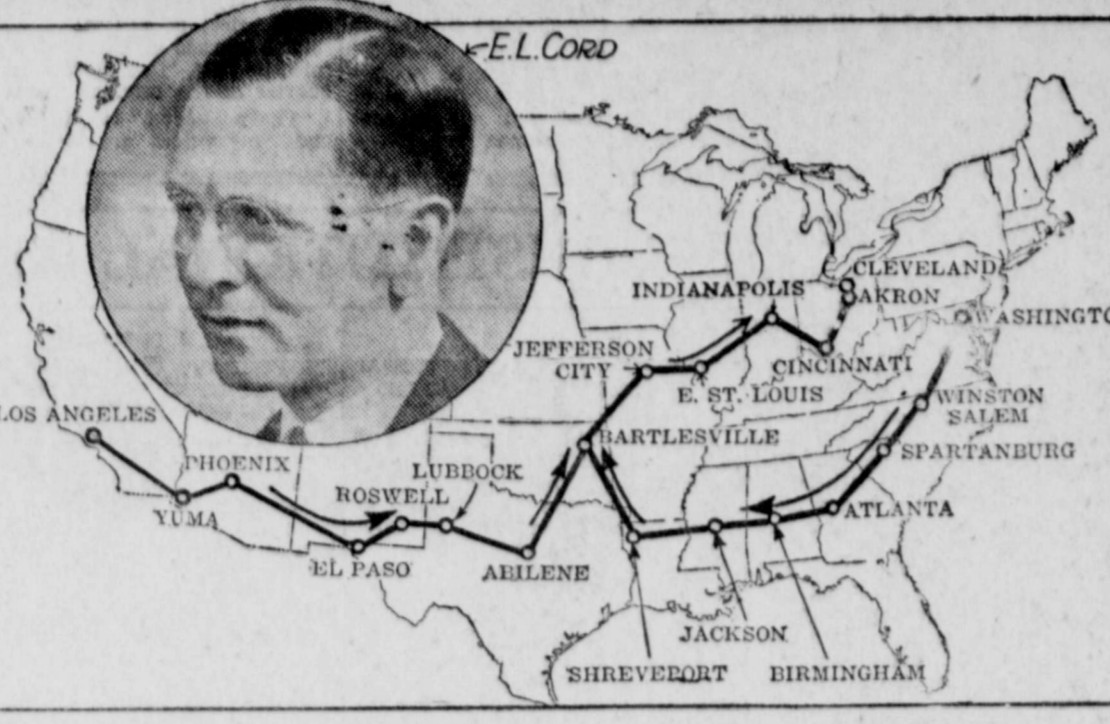 E.L.CORD
CLEVELAND
INDIANAPOLIS
AKRON
WASHINGTO
JEFFERSON
CITY
CINCINNATI
E. ST. LOUIS
WINSTON
SALEM
LOS ANGELES
BARTLESVILLE
SPARTANBURG
PHOENIX
LUBBOCK
ROSWELL
YUMA
ATLANTA
EL PASO
ABILENE
JACKSON
SHREVEPORT
BIRMINGHAM